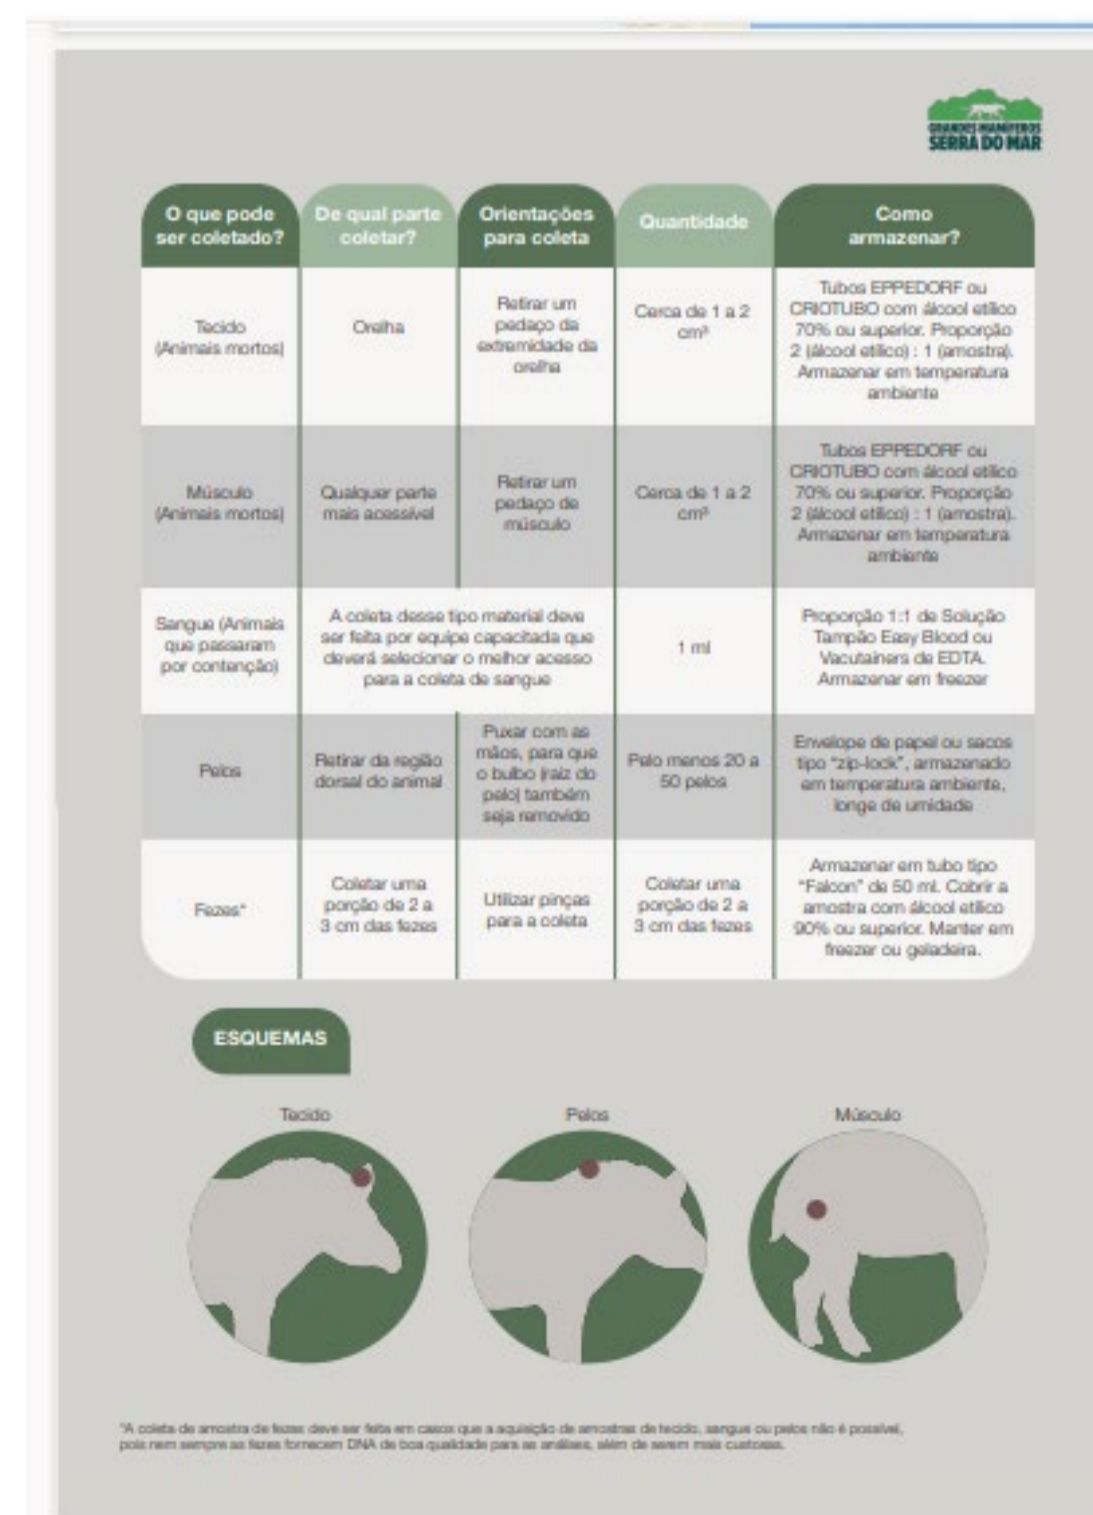 GRANDES MAMÍFEROS
SERRA DO MAR
O que pode
ser coletado?
De qual parte
coletar?
Orientações
para coleta
Quantidade
Como
armazenar?
Tecido
(Animais mortos)
Orelha
Retirar um
pedaço da
extremidade da
orelha
Cerca de 1 a 2
cm³
Tubos EPPEDORF ou
CRIOTUBO com álcool etílico
70% ou superior. Proporção
2 (álcool etílico) : 1 (amostra).
Armazenar em temperatura
ambiente
Músculo
(Animais mortos)
Qualquer parte
mais acessível
Retirar um
pedaço de
músculo
Cerca de 1 a 2
cm³
Tubos EPPEDORF ou
CRIOTUBO com álcool etílico
70% ou superior. Proporção
2 (álcool etílico) : 1 (amostra).
Armazenar em temperatura
ambiente
Sangue (Animais
que passaram
por contenção)
A coleta desse tipo material deve
ser feita por equipe capacitada que
deverá selecionar o melhor acesso
para a coleta de sangue
1 ml
Proporção 1:1 de Solução
Tampão Easy Blood ou
Vacutainers de EDTA.
Armazenar em freezer
Pelos
Retirar da região
dorsal do animal
Puxar com as
mãos, para que
o bulbo (raiz do
pelo) também
seja removido
Pelo menos 20 a
50 pelos
Envelope de papel ou sacos
tipo "zip-lock", armazenado
em temperatura ambiente,
longe de umidade
Fezes*
Coletar uma
porção de 2 a
3 cm das fezes
Utilizar pinças
para a coleta
Coletar uma
porção de 2 a
3 cm das fezes
Armazenar em tubo tipo
"Falcon" de 50 ml. Cobrir a
amostra com álcool etílico
90% ou superior. Manter em
freezer ou geladeira.
ESQUEMAS
Tecido
Pelos
Músculo
*A coleta de amostra de fezes deve ser feita em casos que a aquisição de amostras de tecido, sangue ou pelos não é possível,
pois nem sempre as fezes fornecem DNA de boa qualidade para as análises, além de serem mais custosas.